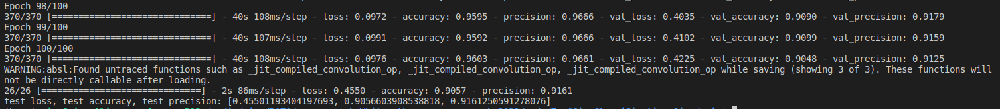 Epoch 98/100
370/370 [==============================] - 40s 108ms/step - loss: 0.0972 - accuracy: 0.9595 - precision: 0.9666 - val_loss: 0.4035 - val_accuracy: 0.9090 - val_precision: 0.9179
Epoch 99/100
370/370 [==============================] - 40s 107ms/step - loss: 0.0991 - accuracy: 0.9592 - precision: 0.9666 - val_loss: 0.4102 - val_accuracy: 0.9099 - val_precision: 0.9159
Epoch 100/100
370/370 [==============================] - 40s 108ms/step - loss: 0.0976 - accuracy: 0.9603 - precision: 0.9661 - val_loss: 0.4225 - val_accuracy: 0.9048 - val_precision: 0.9125
WARNING:absl:Found untraced functions such as _jit_compiled_convolution_op, _jit_compiled_convolution_op, _jit_compiled_convolution_op while saving (showing 3 of 3). These functions will
not be directly callable after loading.
26/26 [==============================] - 2s 86ms/step - loss: 0.4550 - accuracy: 0.9057 - precision: 0.9161
test loss, test accuracy, test precision: [0.45501193404197693, 0.9056603908538818, 0.9161250591278076]